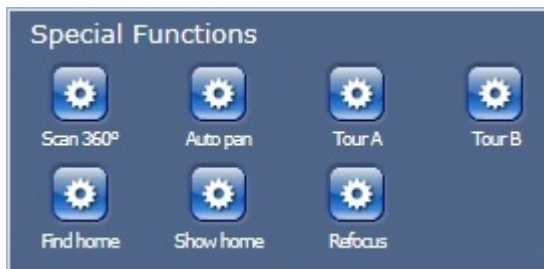 Special Functions
Scan 360º Auto pan Tour A Tour B
Find home Show home Refocus